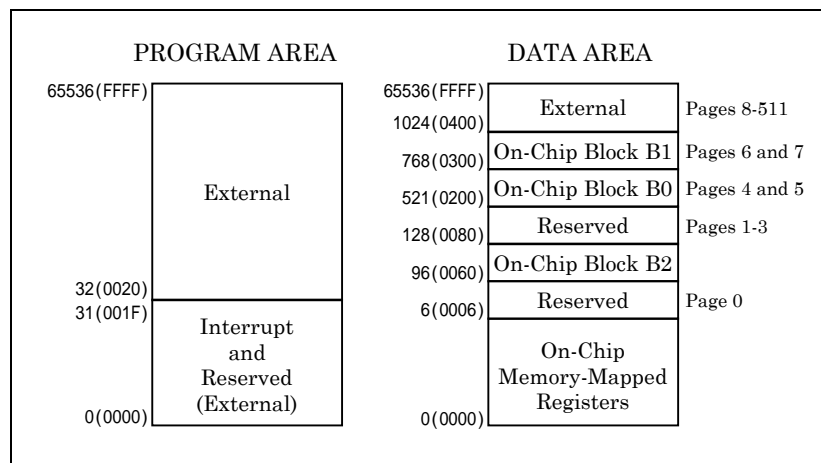 PROGRAM AREA
65536(FFFF)
External
32(0020)
31(001F)
Interrupt
and
Reserved
(External)
0(0000)
DATA AREA
65536(FFFF)
External
Pages 8-511
1024(0400)
On-Chip Block B1
Pages 6 and 7
768(0300)
On-Chip Block B0
Pages 4 and 5
521(0200)
Reserved
Pages 1-3
128(0080)
On-Chip Block B2
96(0060)
Reserved
Page 0
6(0006)
On-Chip
Memory-Mapped
Registers
0(0000)